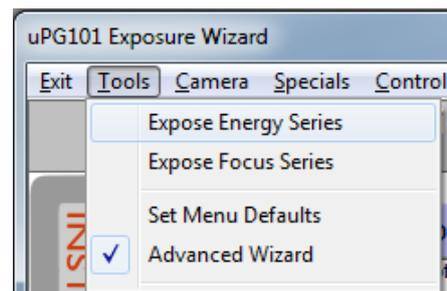 uPG101 Exposure Wizard
Exit Tools Camera Specials Control
Expose Energy Series
Expose Focus Series
Set Menu Defaults
Advanced Wizard
INST